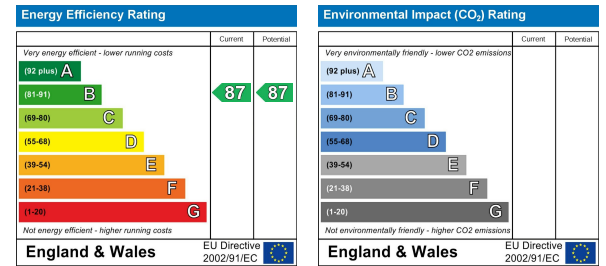 Energy Efficiency Rating
Current Potential
Very energy efficient - lower running costs
(92 plus) A
(81-91) B 87 87
(69-80) C
(55-68) D
(39-54) E
(21-38) F
(1-20) G
Not energy efficient - higher running costs
England & Wales
EU Directive
2002/91/EC
Environmental Impact (CO₂) Rating
Current Potential
Very environmentally friendly - lower CO2 emissions
(92 plus) A
(81-91) B
(69-80) C
(55-68) D
(39-54) E
(21-38) F
(1-20) G
Not environmentally friendly - higher CO2 emissions
England & Wales
EU Directive
2002/91/EC